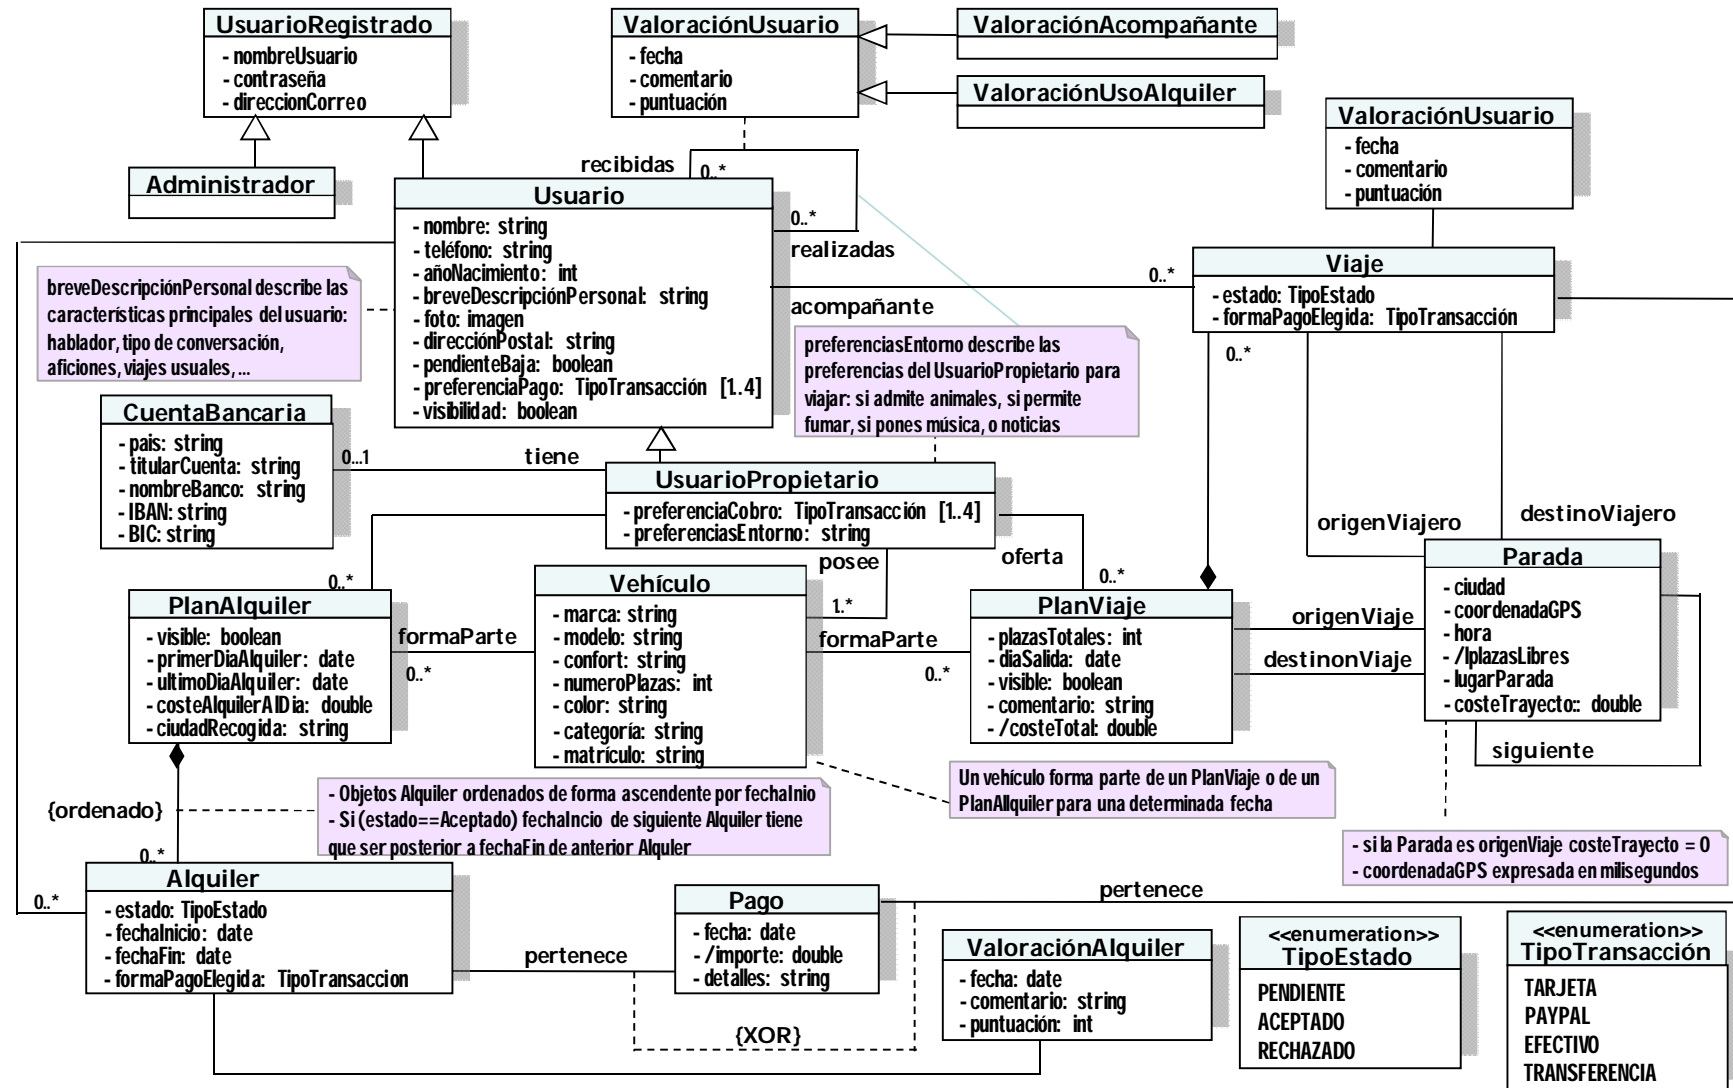 UsuarioRegistrado
- nombreUsuario
- contraseña
- direccionCorreo
ValoraciónUsuario
- fecha
- comentario
- puntuación
ValoraciónAcompañante
ValoraciónUsoAlquiler
ValoraciónUsuario
- fecha
- comentario
- puntuación
Administrador
recibidas
0..*
0..*
realizadas
Usuario
- nombre: string
- teléfono: string
- añoNacimiento: int
- breveDescripciónPersonal: string
- foto: imagen
- direcciónPostal: string
- pendienteBaja: boolean
- preferenciaPago: TipoTransacción [1..4]
- visibilidad: boolean
acompañante
0..*
Viaje
- estado: TipoEstado
- formaPagoElegida: TipoTransacción
0..*
breveDescripciónPersonal describe las
características principales del usuario:
hablador, tipo de conversación,
aficiones, viajes usuales, ...
preferenciasEntorno describe las
preferencias del UsuarioPropietario para
viajar: si admite animales, si permite
fumar, si pones música, o noticias
CuentaBancaria
- pais: string
- titularCuenta: string
- nombreBanco: string
- IBAN: string
- BIC: string
0...1
tiene
UsuarioPropietario
- preferenciaCobro: TipoTransacción [1..4]
- preferenciasEntorno: string
posee
oferta
origenViajero
destinoViajero
0..*
1..*
0..*
PlanAlquiler
- visible: boolean
- primerDiaAlquiler: date
- ultimoDiaAlquiler: date
- costeAlquilerAlDia: double
- ciudadRecogida: string
formaParte
0..*
Vehículo
- marca: string
- modelo: string
- confort: string
- numeroPlazas: int
- color: string
- categoría: string
- matrículo: string
formaParte
0..*
PlanViaje
- plazasTotales: int
- diaSalida: date
- visible: boolean
- comentario: string
- /costeTotal: double
origenViaje
destinonViaje
Parada
- ciudad
- coordenadaGPS
- hora
- /lplazasLibres
- lugarParada
- costeTrayecto:: double
siguiente
{ordenado}
- Objetos Alquiler ordenados de forma ascendente por fechaInio
- Si (estado==Aceptado) fechaIncio de siguiente Alquiler tiene
que ser posterior a fechaFin de anterior Alquler
Un vehículo forma parte de un PlanViaje o de un
PlanAllquiler para una determinada fecha
- si la Parada es origenViaje costeTrayecto = 0
- coordenadaGPS expresada en milisegundos
0..*
0..*
Alquiler
- estado: TipoEstado
- fechaInicio: date
- fechaFin: date
- formaPagoElegida: TipoTransaccion
pertenece
Pago
- fecha: date
- /importe: double
- detalles: string
pertenece
{XOR}
ValoraciónAlquiler
- fecha: date
- comentario: string
- puntuación: int
<<enumeration>>
TipoEstado
PENDIENTE
ACEPTADO
RECHAZADO
<<enumeration>>
TipoTransacción
TARJETA
PAYPAL
EFECTIVO
TRANSFERENCIA